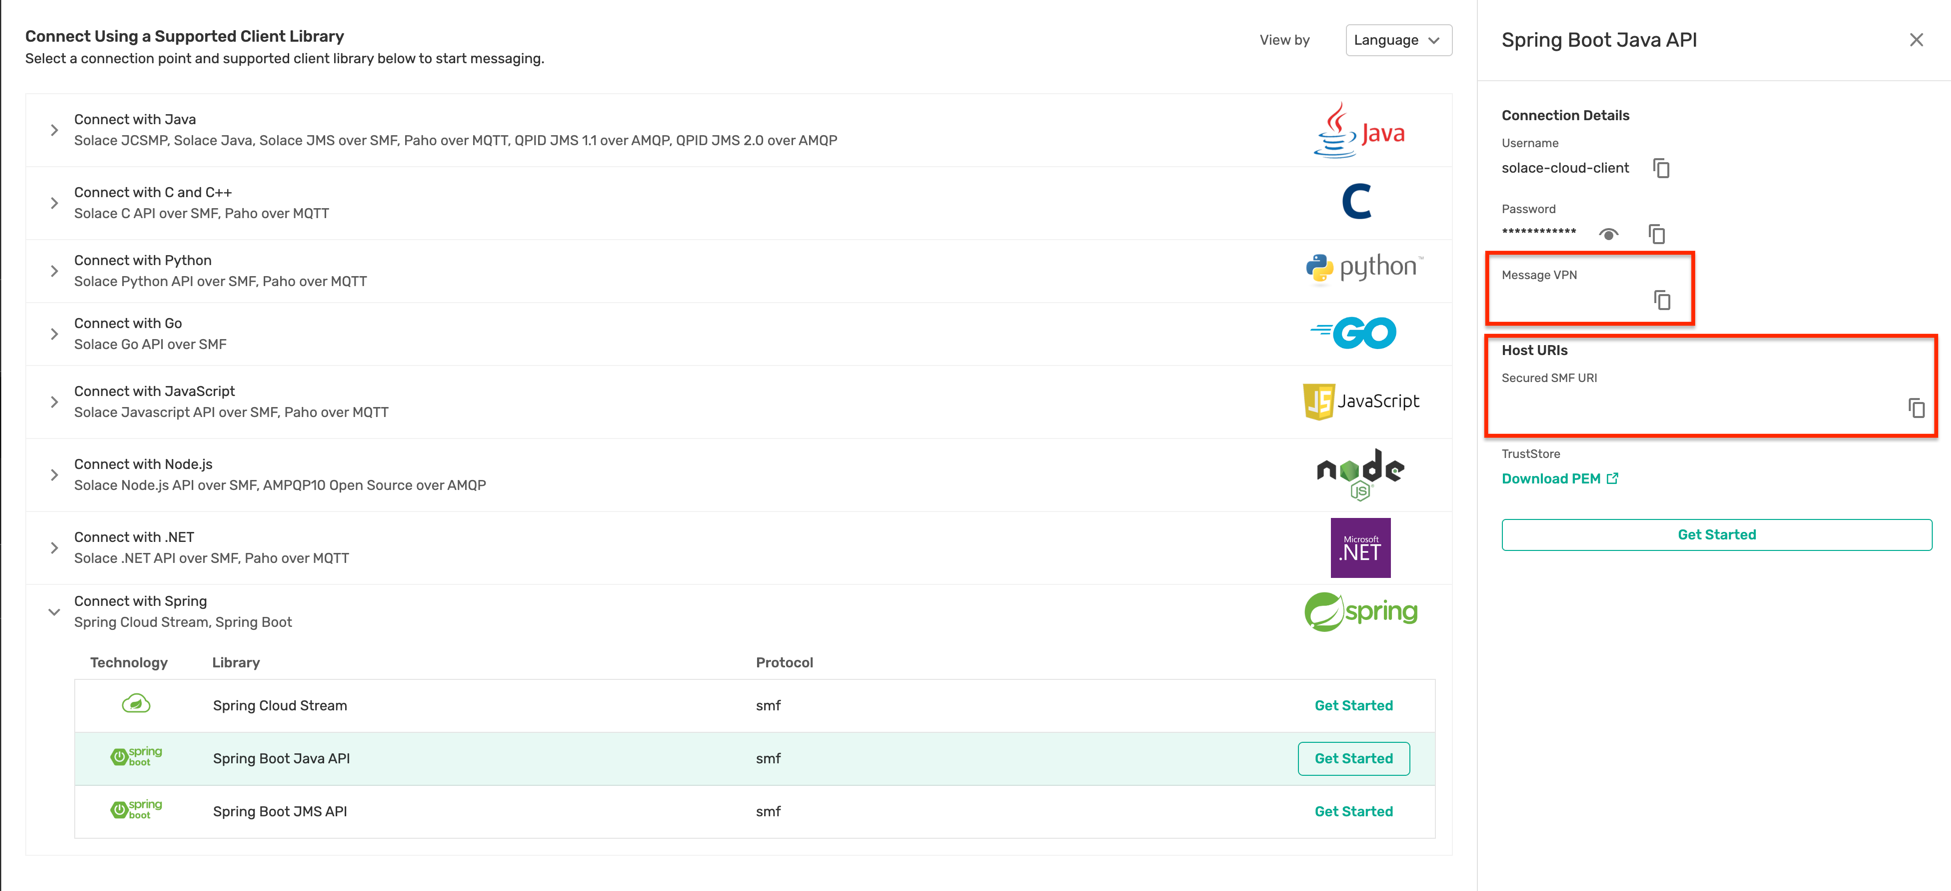 Connect Using a Supported Client Library
Select a connection point and supported client library below to start messaging.
View by
Language
Connect with Java
Solace JCSMP, Solace Java, Solace JMS over SMF, Paho over MQTT, QPID JMS 1.1 over AMQP, QPID JMS 2.0 over AMQP
Java
Connect with C and C++
Solace C API over SMF, Paho over MQTT
C
Connect with Python
Solace Python API over SMF, Paho over MQTT
python™
Connect with Go
Solace Go API over SMF
GO
Connect with JavaScript
Solace Javascript API over SMF, Paho over MQTT
JS JavaScript
Connect with Node.js
Solace Node.js API over SMF, AMPQP10 Open Source over AMQP
node
JS
Connect with .NET
Solace .NET API over SMF, Paho over MQTT
Microsoft
.NET
Connect with Spring
Spring Cloud Stream, Spring Boot
spring
Technology Library Protocol
Spring Cloud Stream smf Get Started
spring
boot
Spring Boot Java API smf Get Started
spring
boot
Spring Boot JMS API smf Get Started
Spring Boot Java API
Connection Details
Username
solace-cloud-client
Password
************
Message VPN
Host URIs
Secured SMF URI
TrustStore
Download PEM
Get Started